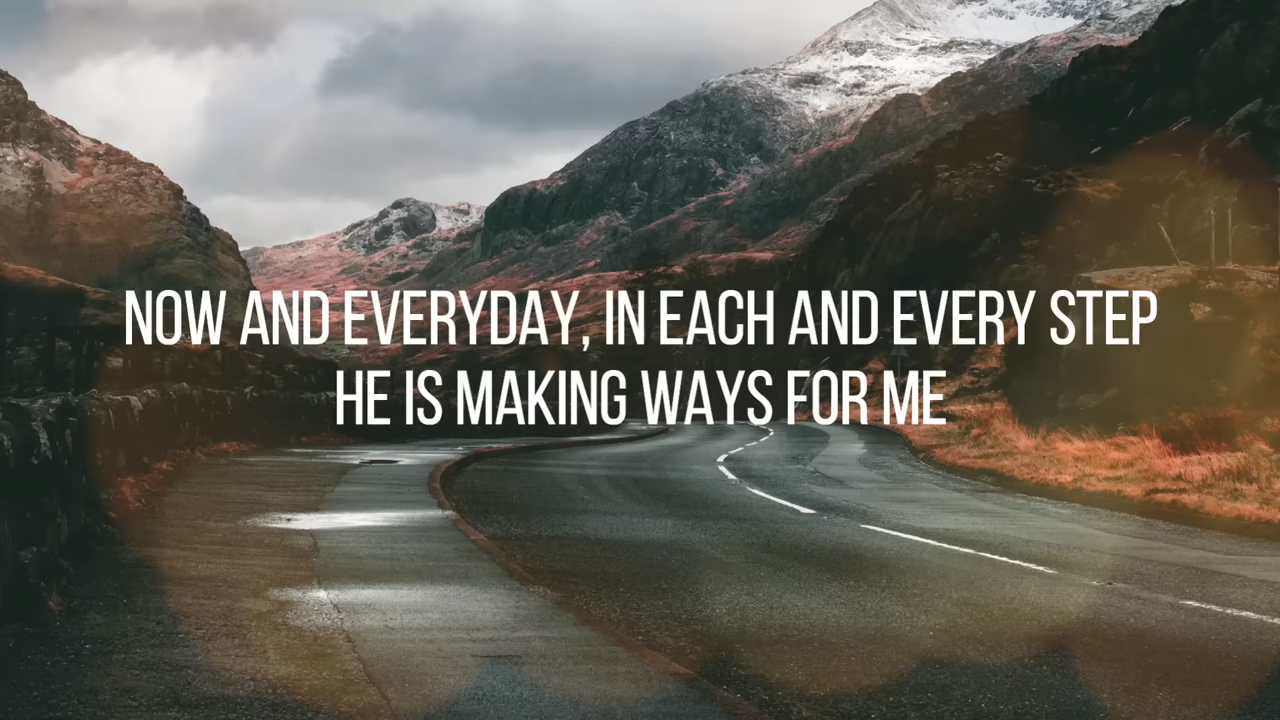 NOW AND EVERYDAY, IN EACH AND EVERY STEP
HE IS MAKING WAYS FOR ME